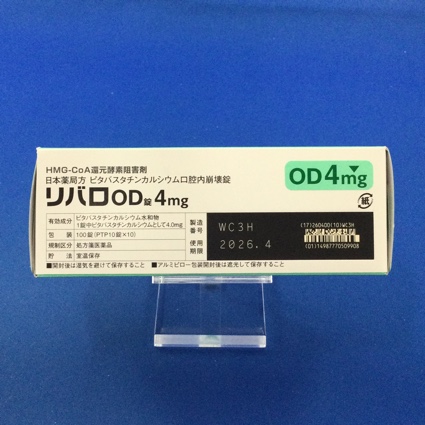 HMG-CoA還元酵素阻害剤
日本薬局方 ピタバスタチンカルシウム口腔内崩壊錠
リバロOD錠4mg
OD4mg
紙
有効成分 ピタバスタチンカルシウム水和物
1錠中ピタバスタチンカルシウムとして4.0mg
包装 100錠(PTP10錠×10)
規制区分 処方箋医薬品
貯法 室温保存
製造番号 WC3H
使用期限 2026.4
(17)260400(10)WC3H
(01)14987770509908
■開封後は湿気を避けて保存すること ■アルミピロー包装開封後は遮光して保存すること